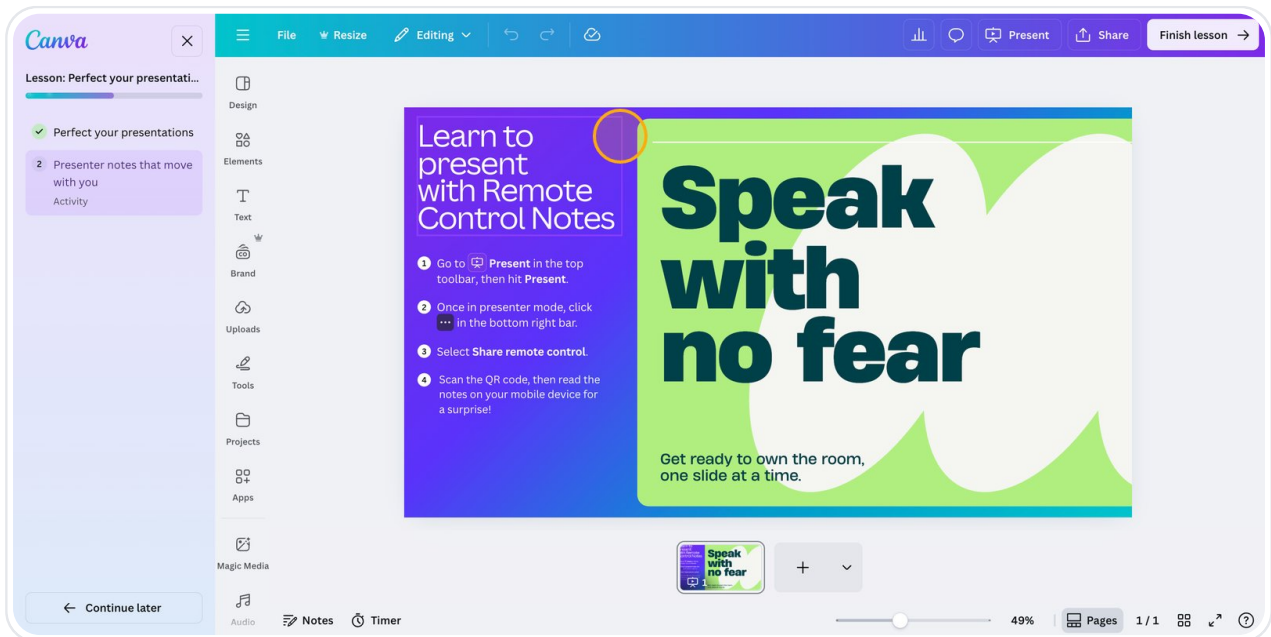 Canva
Lesson: Perfect your presentati...
Perfect your presentations
2 Presenter notes that move
with you
Activity
Continue later
File
Resize
Editing
Present
Share
Finish lesson
Design
Elements
Text
Brand
Uploads
Tools
Projects
Apps
Magic Media
Audio
Learn to
present
with Remote
Control Notes
1 Go to Present in the top
toolbar, then hit Present.
2 Once in presenter mode, click
... in the bottom right bar.
3 Select Share remote control.
4 Scan the QR code, then read the
notes on your mobile device for
a surprise!
Speak
with
no fear
Get ready to own the room,
one slide at a time.
Speak
with
no fear
1
Notes
Timer
49%
Pages
1 / 1
?